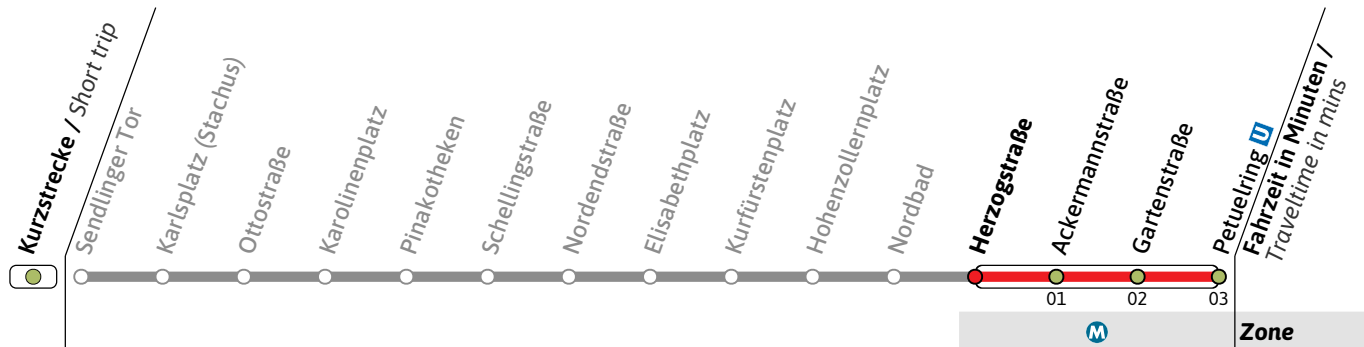 Kurzstrecke / Short trip
Sendlinger Tor
Karlsplatz (Stachus)
Ottostraße
Karolinenplatz
Pinakotheken
Schellingstraße
Nordendstraße
Elisabethplatz
Kurfürstenplatz
Hohenzollernplatz
Nordbad
Herzogstraße
Ackermannstraße
Gartenstraße
Petuelring U
Fahrzeit in Minuten /
Traveltime in mins
01 02 03
M Zone